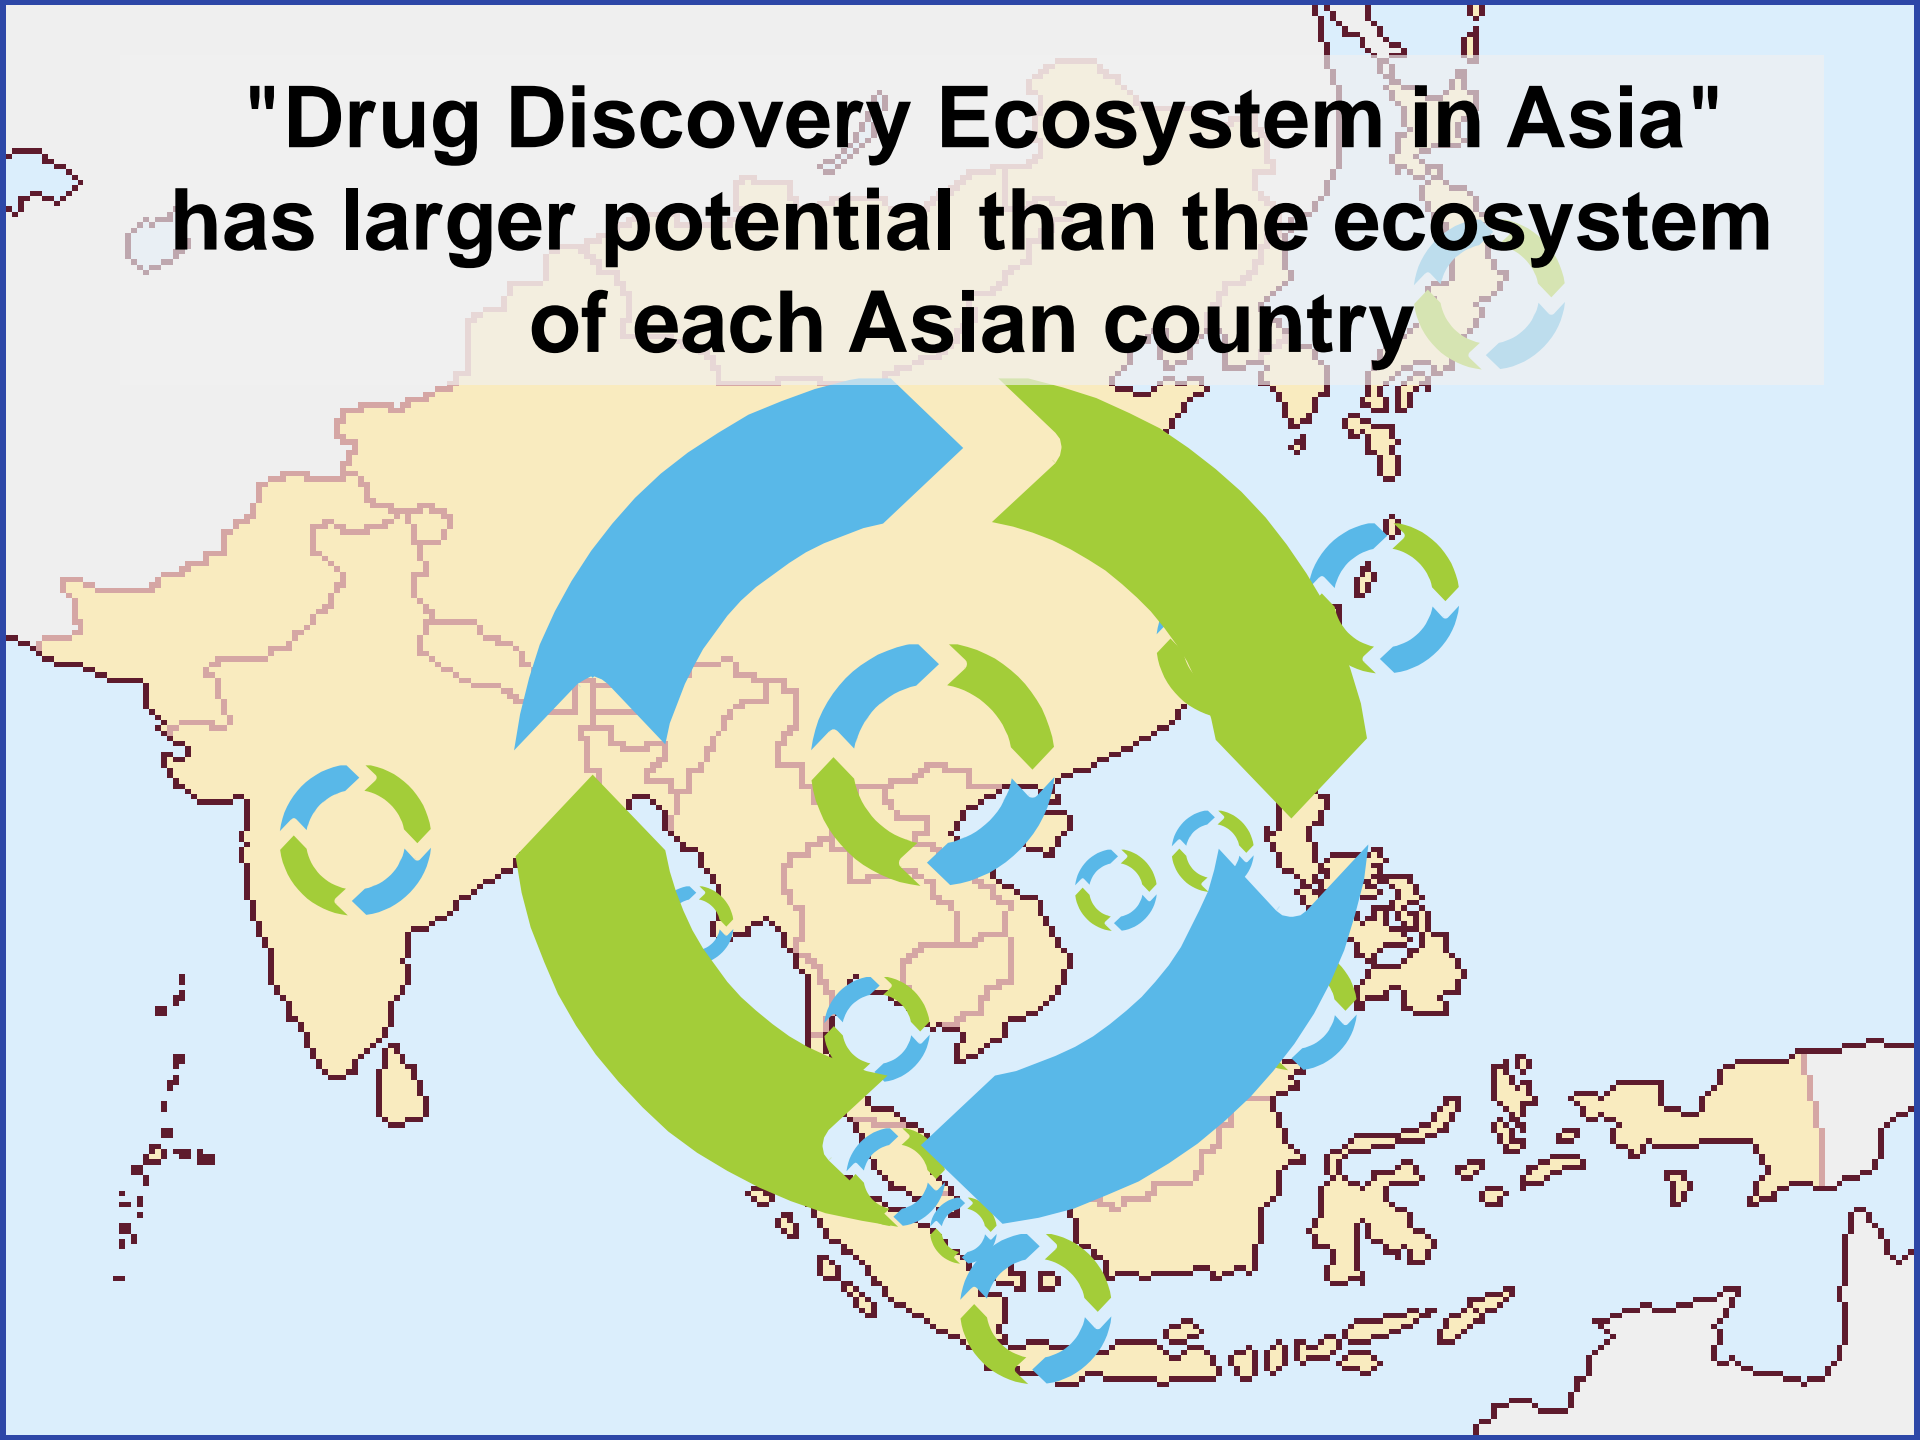 "Drug Discovery Ecosystem in Asia"
has larger potential than the ecosystem
of each Asian country